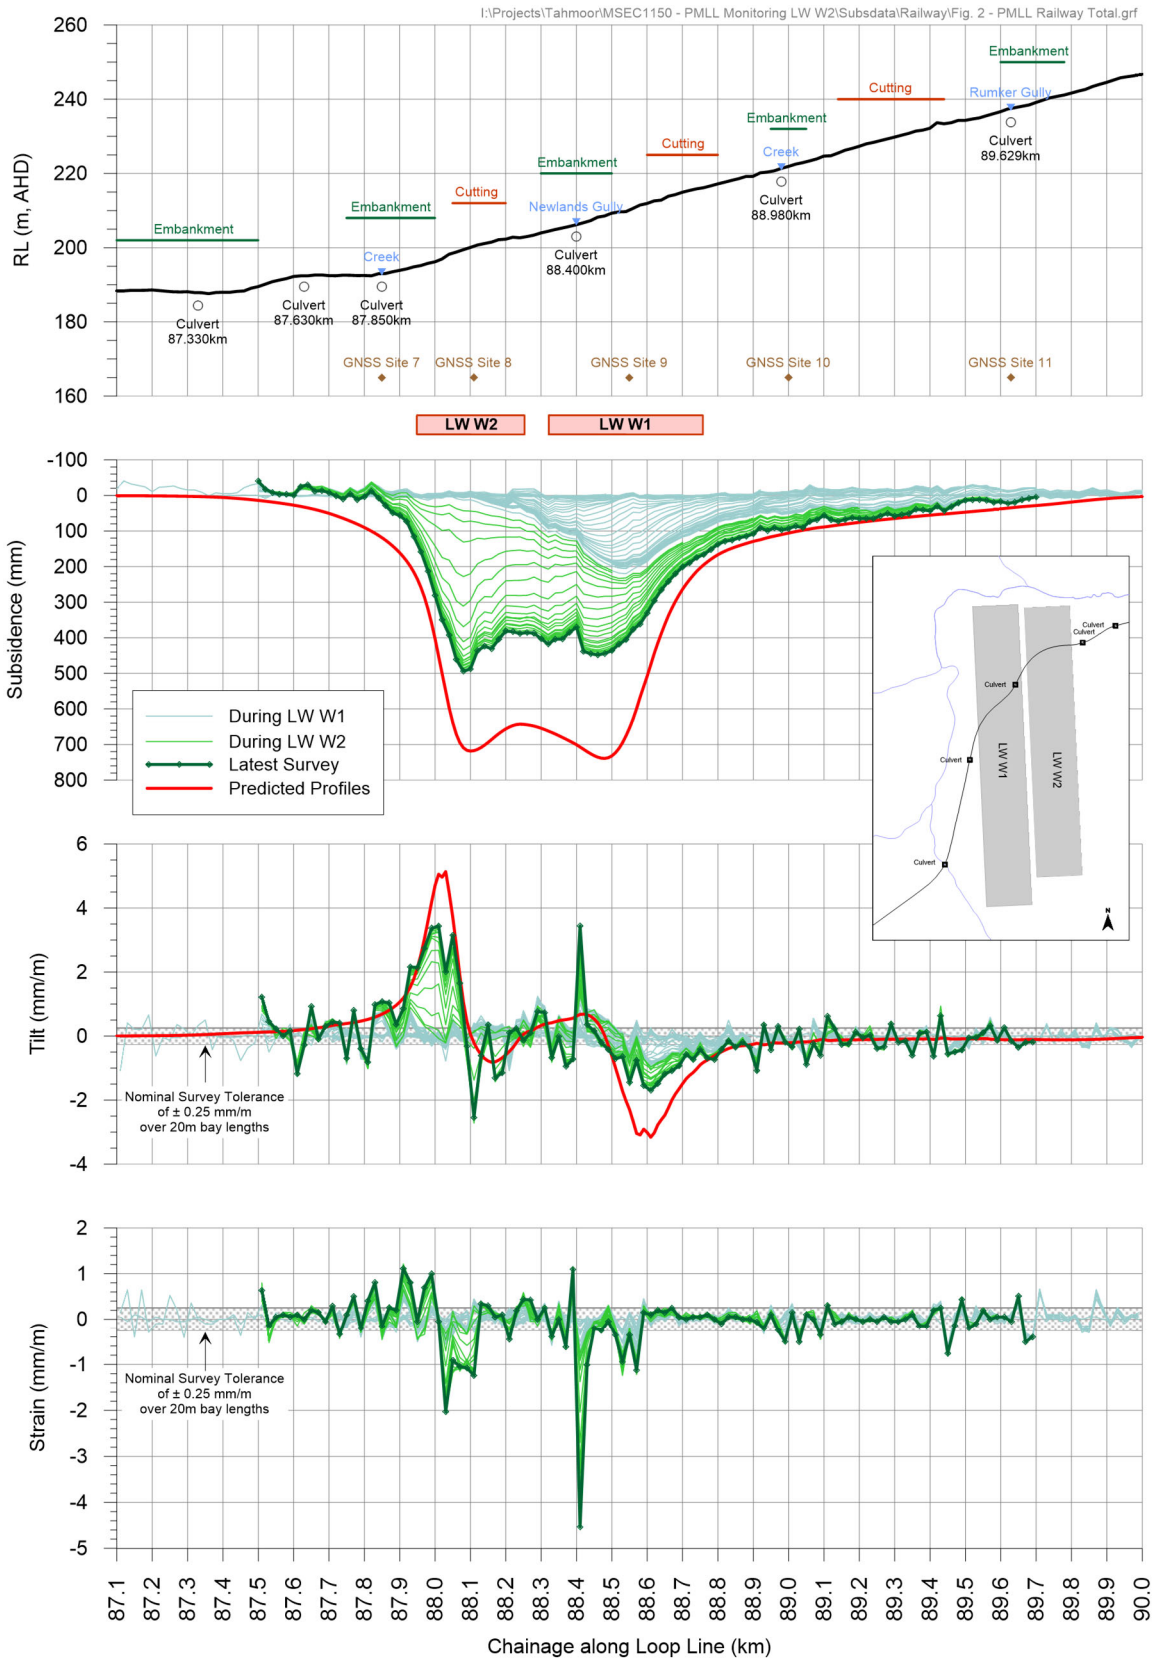 I:\Projects\Tahmoor\MSEC1150 - PMLL Monitoring LW W2\Subsdata\Railway\Fig. 2 - PMLL Railway Total.grf
260
240
220
200
180
160
RL (m, AHD)
Embankment
Cutting
Rumker Gully
Embankment
Culvert
89.629km
Cutting
Creek
Embankment
Culvert
88.980km
Cutting
Newlands Gully
Embankment
Culvert
88.400km
Embankment
Creek
Culvert
87.330km
Culvert
87.630km
Culvert
87.850km
GNSS Site 7
GNSS Site 8
GNSS Site 9
GNSS Site 10
GNSS Site 11
LW W2
LW W1
-100
0
100
200
300
400
500
600
700
800
Subsidence (mm)
During LW W1
During LW W2
Latest Survey
Predicted Profiles
Culvert
Culvert
Culvert
Culvert
Culvert
LW W1
LW W2
N
6
4
2
0
-2
-4
Tilt (mm/m)
Nominal Survey Tolerance
of ± 0.25 mm/m
over 20m bay lengths
2
1
0
-1
-2
-3
-4
-5
Strain (mm/m)
Nominal Survey Tolerance
of ± 0.25 mm/m
over 20m bay lengths
87.1
87.2
87.3
87.4
87.5
87.6
87.7
87.8
87.9
88.0
88.1
88.2
88.3
88.4
88.5
88.6
88.7
88.8
88.9
89.0
89.1
89.2
89.3
89.4
89.5
89.6
89.7
89.8
89.9
90.0
Chainage along Loop Line (km)